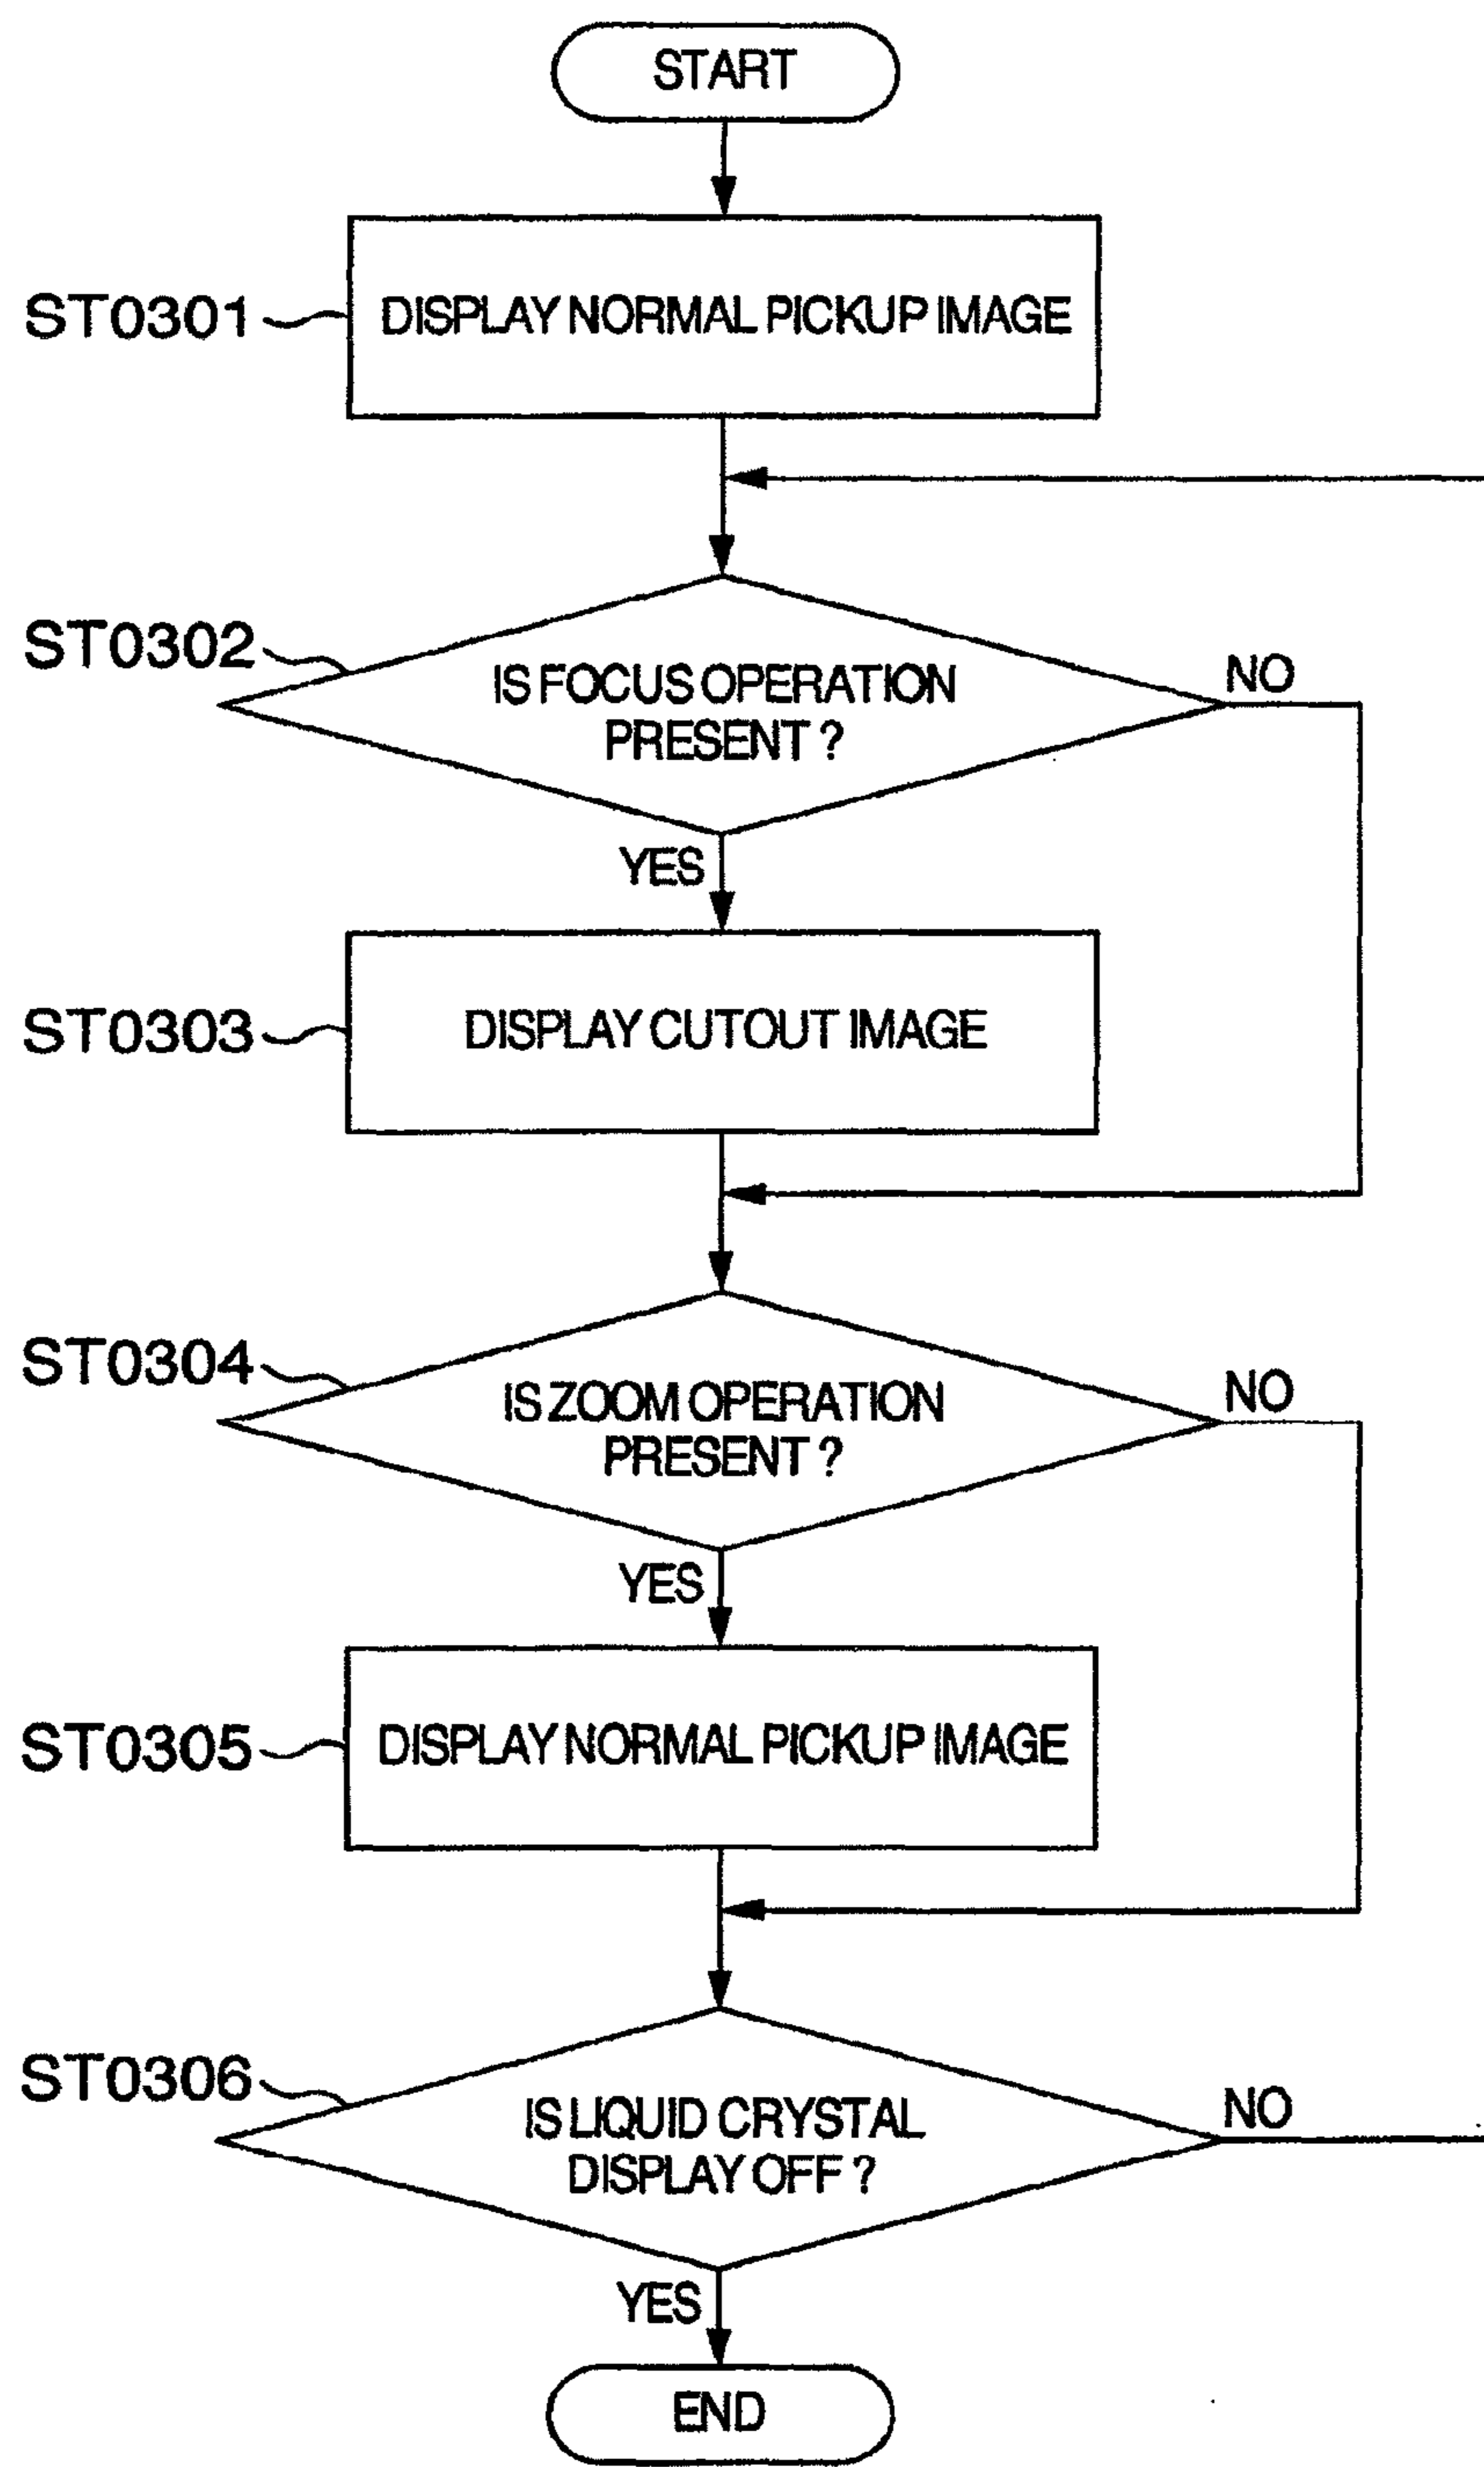 START
ST0301
DISPLAY NORMAL PICKUP IMAGE
ST0302
IS FOCUS OPERATION
PRESENT ?
NO
YES
ST0303
DISPLAY CUTOUT IMAGE
ST0304
IS ZOOM OPERATION
PRESENT ?
NO
YES
ST0305
DISPLAY NORMAL PICKUP IMAGE
ST0306
IS LIQUID CRYSTAL
DISPLAY OFF ?
NO
YES
END